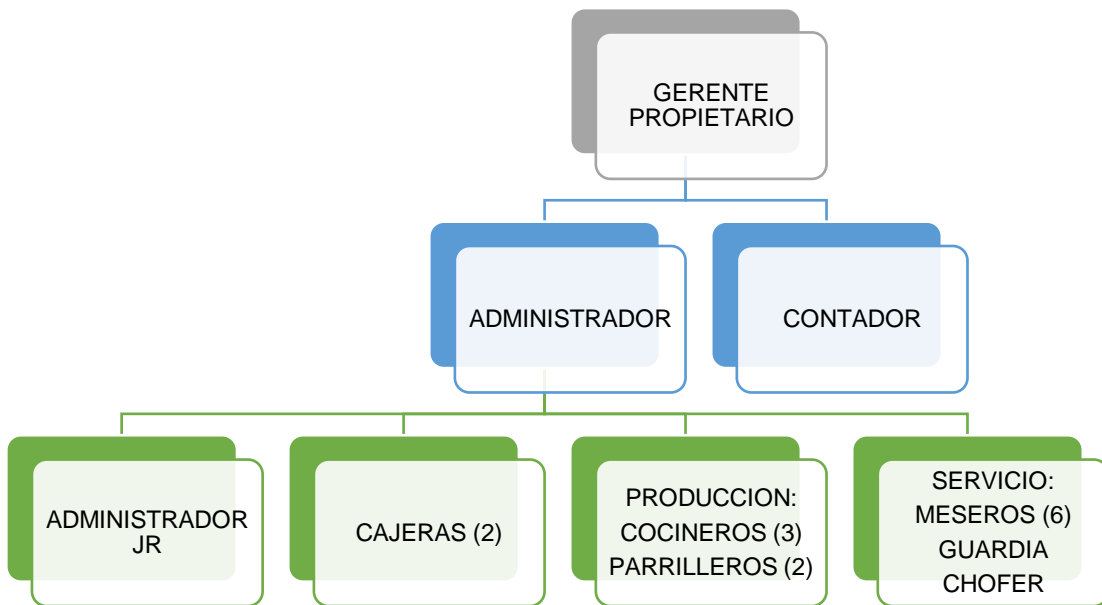 GERENTE
PROPIETARIO
ADMINISTRADOR
CONTADOR
ADMINISTRADOR
JR
CAJERAS (2)
PRODUCCION:
COCINEROS (3)
PARRILLEROS (2)
SERVICIO:
MESEROS (6)
GUARDIA
CHOFER